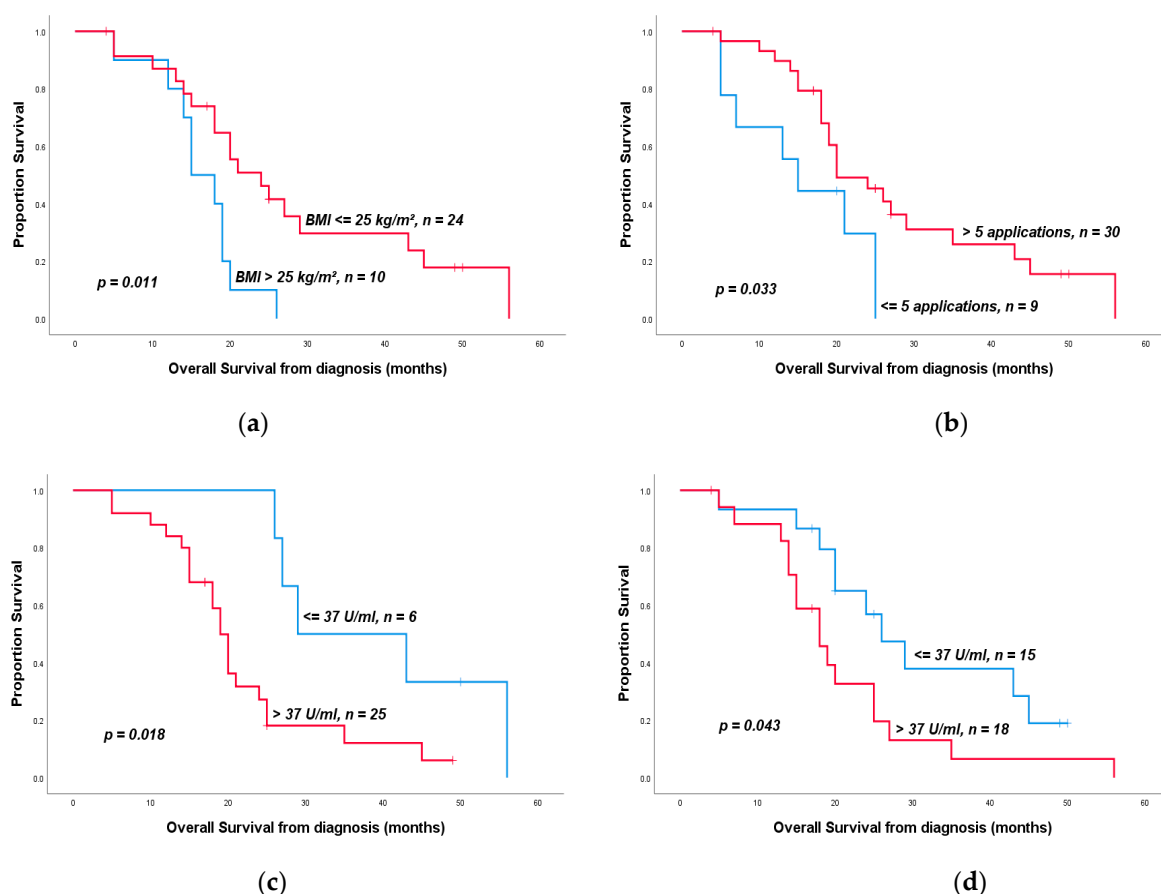 Proportion Survival
1.0
0.8
0.6
0.4
0.2
0.0
BMI <= 25 kg/m², n = 24
BMI > 25 kg/m², n = 10
p = 0.011
0 10 20 30 40 50 60
Overall Survival from diagnosis (months)
(a)
Proportion Survival
1.0
0.8
0.6
0.4
0.2
0.0
> 5 applications, n = 30
p = 0.033
<= 5 applications, n = 9
0 10 20 30 40 50 60
Overall Survival from diagnosis (months)
(b)
Proportion Survival
1.0
0.8
0.6
0.4
0.2
0.0
<= 37 U/ml, n = 6
> 37 U/ml, n = 25
p = 0.018
0 10 20 30 40 50 60
Overall Survival from diagnosis (months)
(c)
Proportion Surival
1.0
0.8
0.6
0.4
0.2
0.0
<= 37 U/ml, n = 15
p = 0.043
> 37 U/ml, n = 18
0 10 20 30 40 50 60
Overall Survival from diagnosis (months)
(d)